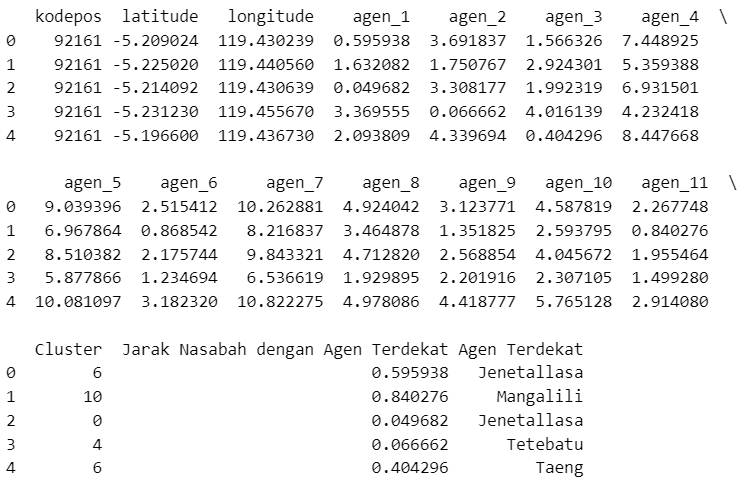 kodepos latitude longitude agen_1 agen_2 agen_3 agen_4 \
0 92161 -5.209024 119.430239 0.595938 3.691837 1.566326 7.448925
1 92161 -5.225020 119.440560 1.632082 1.750767 2.924301 5.359388
2 92161 -5.214092 119.430639 0.049682 3.308177 1.992319 6.931501
3 92161 -5.231230 119.455670 3.369555 0.066662 4.016139 4.232418
4 92161 -5.196600 119.436730 2.093809 4.339694 0.404296 8.447668
agen_5 agen_6 agen_7 agen_8 agen_9 agen_10 agen_11 \
0 9.039396 2.515412 10.262881 4.924042 3.123771 4.587819 2.267748
1 6.967864 0.868542 8.216837 3.464878 1.351825 2.593795 0.840276
2 8.510382 2.175744 9.843321 4.712820 2.568854 4.045672 1.955464
3 5.877866 1.234694 6.536619 1.929895 2.201916 2.307105 1.499280
4 10.081097 3.182320 10.822275 4.978086 4.418777 5.765128 2.914080
Cluster Jarak Nasabah dengan Agen Terdekat Agen Terdekat
0 6 0.595938 Jenetallasa
1 10 0.840276 Mangalili
2 0 0.049682 Jenetallasa
3 4 0.066662 Tetebatu
4 6 0.404296 Taeng